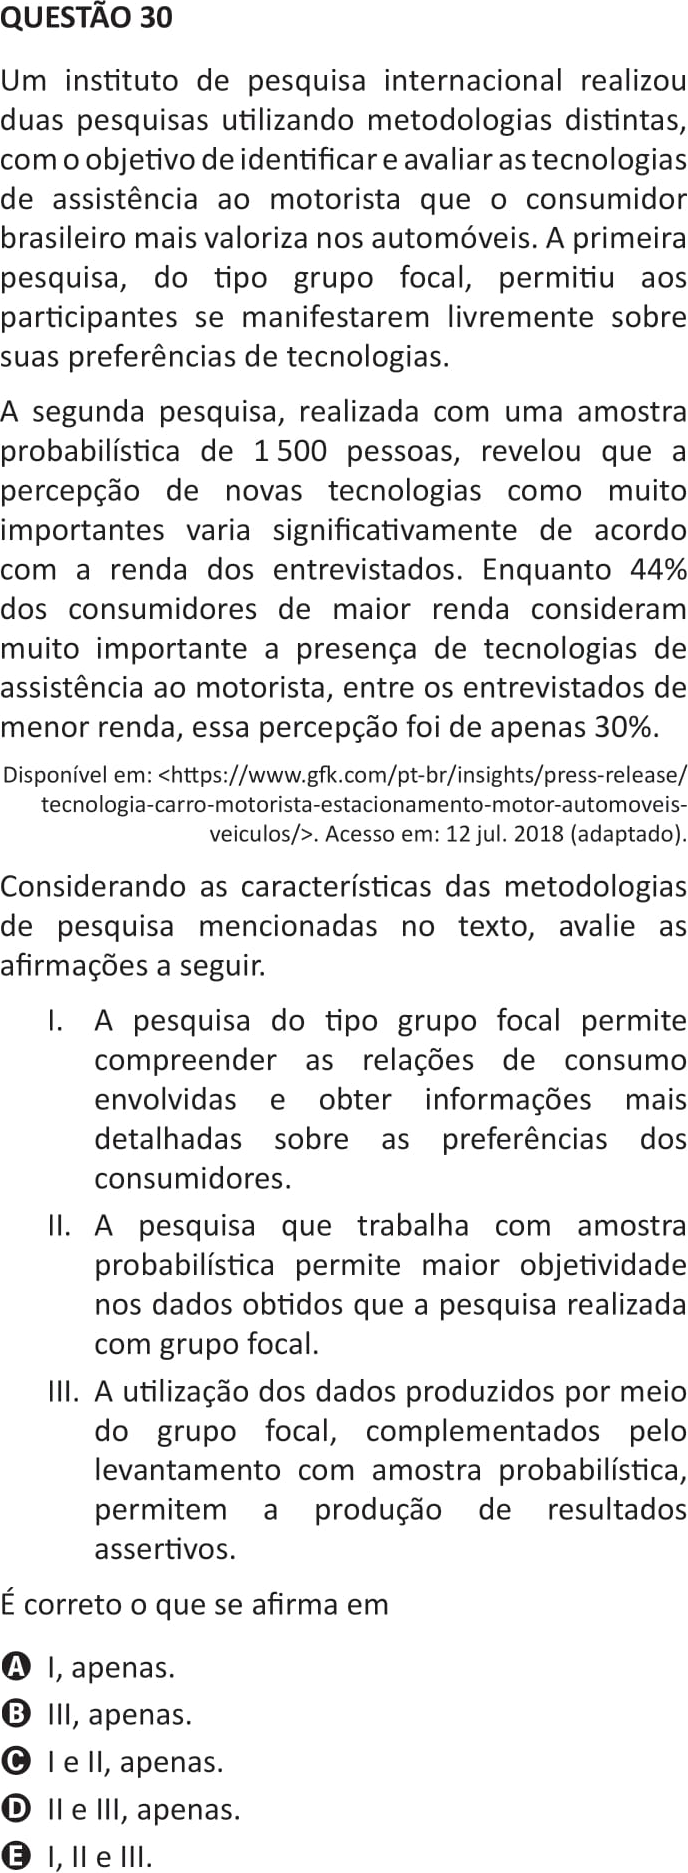 QUESTÃO 30
Um instituto de pesquisa internacional realizou
duas pesquisas utilizando metodologias distintas,
com o objetivo de identificar e avaliar as tecnologias
de assistência ao motorista que o consumidor
brasileiro mais valoriza nos automóveis. A primeira
pesquisa, do tipo grupo focal, permitiu aos
participantes se manifestarem livremente sobre
suas preferências de tecnologias.
A segunda pesquisa, realizada com uma amostra
probabilística de 1 500 pessoas, revelou que a
percepção de novas tecnologias como muito
importantes varia significativamente de acordo
com a renda dos entrevistados. Enquanto 44%
dos consumidores de maior renda consideram
muito importante a presença de tecnologias de
assistência ao motorista, entre os entrevistados de
menor renda, essa percepção foi de apenas 30%.
Disponível em: <https://www.gfk.com/pt-br/insights/press-release/
tecnologia-carro-motorista-estacionamento-motor-automoveis-
veiculos/>. Acesso em: 12 jul. 2018 (adaptado).
Considerando as características das metodologias
de pesquisa mencionadas no texto, avalie as
afirmações a seguir.
I. A pesquisa do tipo grupo focal permite
compreender as relações de consumo
envolvidas e obter informações mais
detalhadas sobre as preferências dos
consumidores.
II. A pesquisa que trabalha com amostra
probabilística permite maior objetividade
nos dados obtidos que a pesquisa realizada
com grupo focal.
III. A utilização dos dados produzidos por meio
do grupo focal, complementados pelo
levantamento com amostra probabilística,
permitem a produção de resultados
assertivos.
É correto o que se afirma em
A I, apenas.
B III, apenas.
C I e II, apenas.
D II e III, apenas.
E I, II e III.